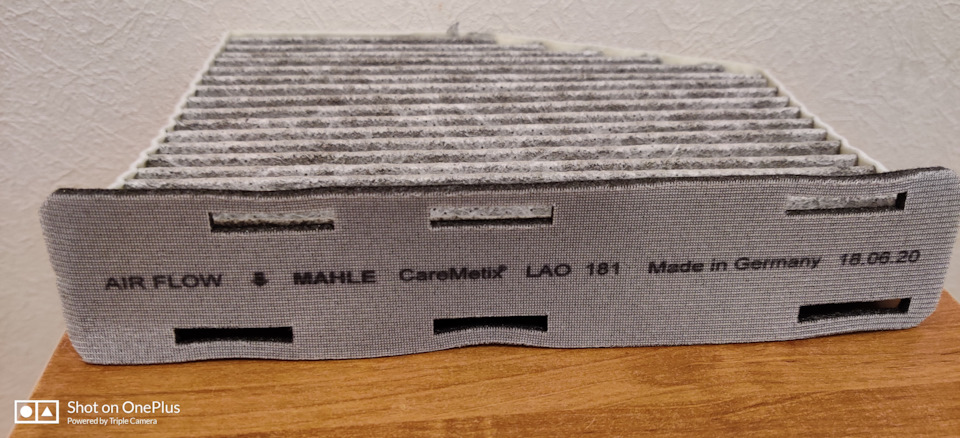 AIR FLOW MAHLE CareMetix® LAO 181 Made in Germany 18.06.20
Shot on OnePlus
Powered by Triple Camera